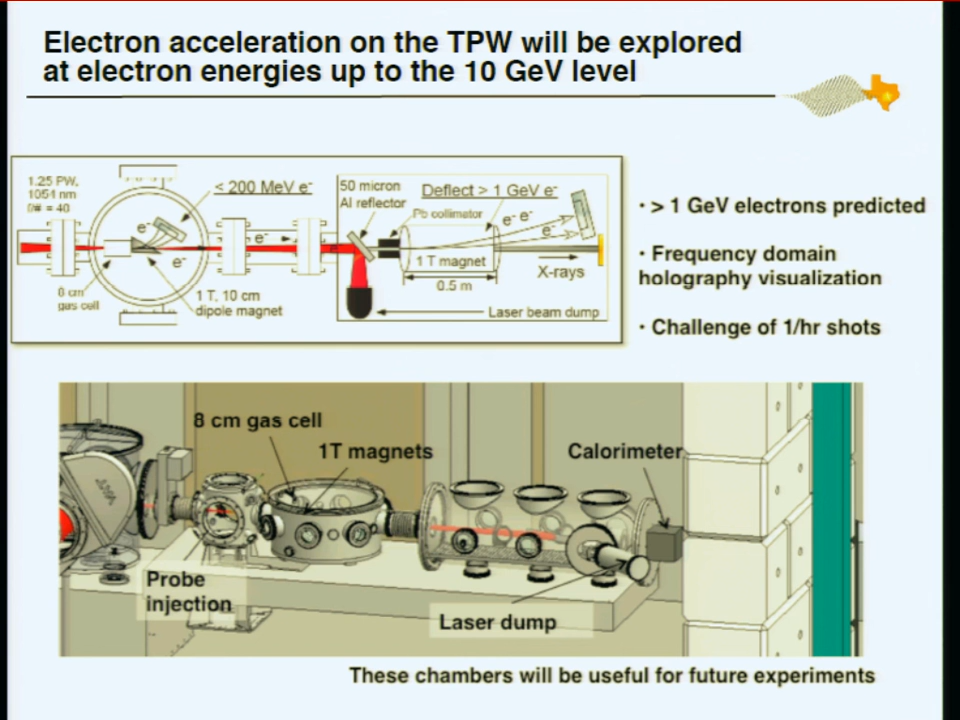 Electron acceleration on the TPW will be explored
at electron energies up to the 10 GeV level
1.25 PW,
1054 nm
f/# = 40
< 200 MeV e-
50 micron
Al reflector
Deflect > 1 GeV e-
Pb collimator
e-
e-
e-
e- e-
e-
1 T magnet
0.5 m
X-rays
8 cm
gas cell
1 T, 10 cm
dipole magnet
Laser beam dump
· > 1 GeV electrons predicted
· Frequency domain
holography visualization
· Challenge of 1/hr shots
8 cm gas cell
1T magnets
Calorimeter
Probe
injection
Laser dump
These chambers will be useful for future experiments